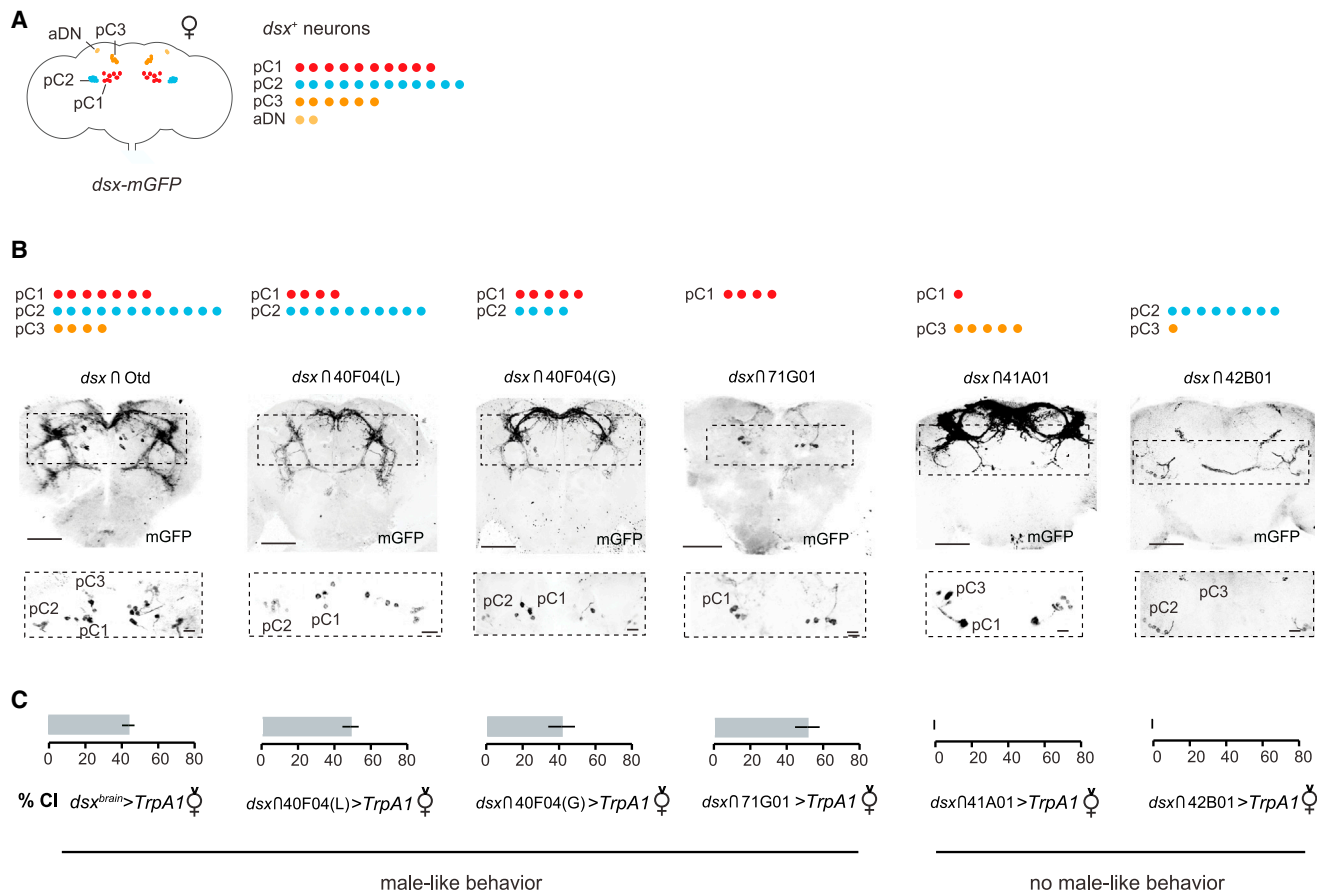 A
aDN
pC3
♀
dsx⁺ neurons
pC2
pC1
pC1
pC2
pC3
aDN
dsx-mGFP
B
pC1
pC2
pC3
pC1
pC2
pC1
pC2
pC1
pC1
pC3
pC2
pC3
dsx ∩ Otd
dsx ∩ 40F04(L)
dsx ∩ 40F04(G)
dsx ∩ 71G01
dsx ∩ 41A01
dsx ∩ 42B01
mGFP
mGFP
mGFP
mGFP
mGFP
mGFP
pC3
pC2
pC1
pC2
pC1
pC2
pC1
pC1
pC3
pC1
pC3
pC2
C
0 20 40 60 80
0 20 40 60 80
0 20 40 60 80
0 20 40 60 80
0 20 40 60 80
0 20 40 60 80
% CI
dsxᵇʳᵃⁱⁿ>TrpA1 ♀
dsx∩40F04(L)>TrpA1 ♀
dsx∩40F04(G)>TrpA1 ♀
dsx∩71G01 >TrpA1 ♀
dsx∩41A01>TrpA1 ♀
dsx∩42B01>TrpA1 ♀
male-like behavior
no male-like behavior